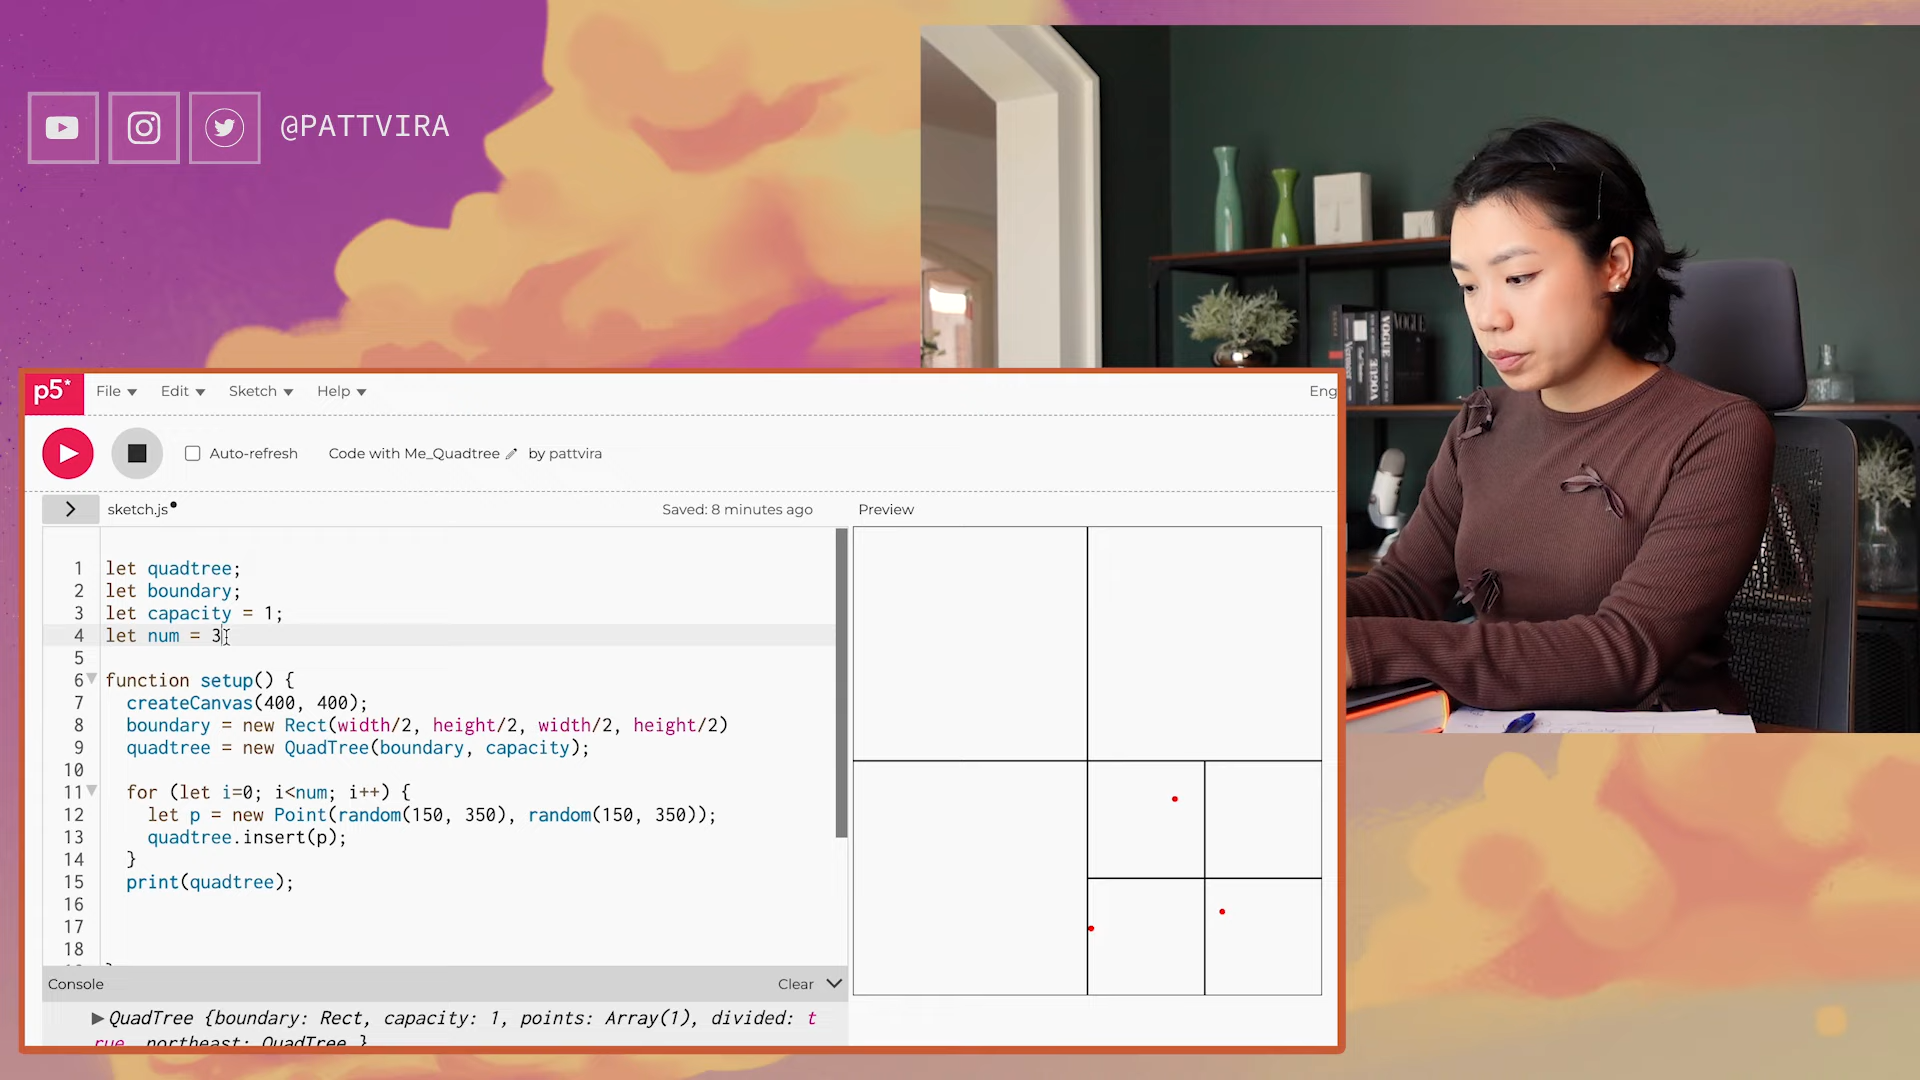 @PATTVIRA
VOGUE
VOGUE
p5*
File Edit Sketch Help Eng
Auto-refresh Code with Me_Quadtree by pattvira
sketch.js Saved: 8 minutes ago Preview
1 let quadtree;
2 let boundary;
3 let capacity = 1;
4 let num = 3
5
6 function setup() {
7 createCanvas(400, 400);
8 boundary = new Rect(width/2, height/2, width/2, height/2)
9 quadtree = new QuadTree(boundary, capacity);
10
11 for (let i=0; i<num; i++) {
12 let p = new Point(random(150, 350), random(150, 350));
13 quadtree.insert(p);
14 }
15 print(quadtree);
16
17
18
Console Clear
QuadTree {boundary: Rect, capacity: 1, points: Array(1), divided: t
rue, northeast: QuadTree…}